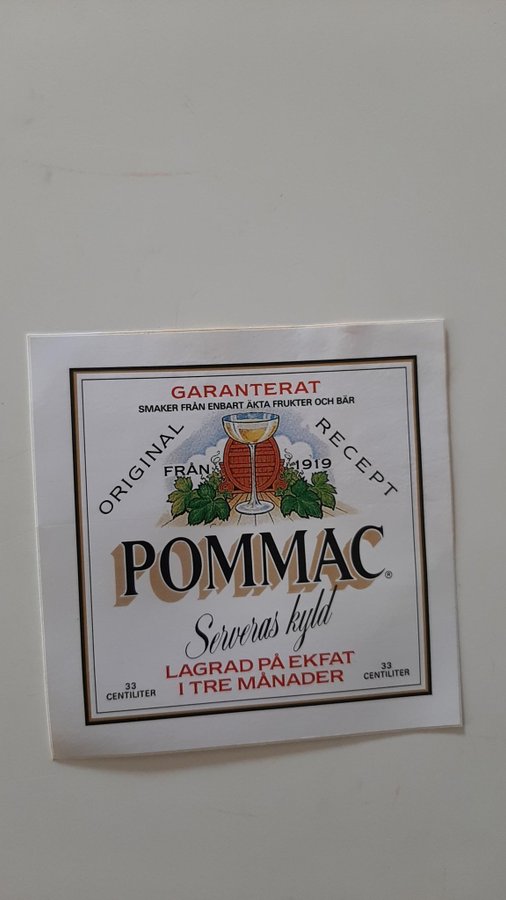 GARANTERAT
SMAKER FRÅN ENBART ÄKTA FRUKTER OCH BÄR
ORIGINAL RECEPT
FRÅN 1919
POMMAC®
Serveras kyld
LAGRAD PÅ EKFAT
I TRE MÅNADER
33
CENTILITER
33
CENTILITER